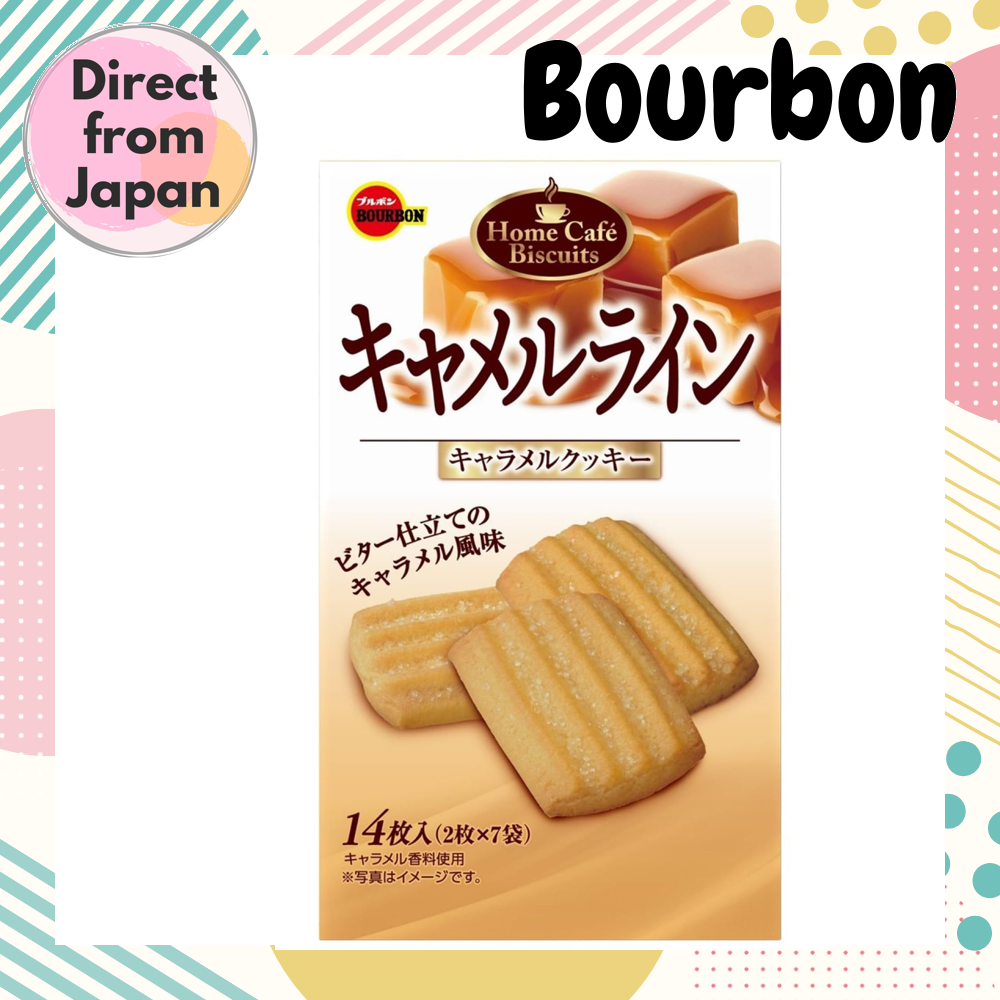 Direct
from
Japan
Bourbon
ブルボン
BOURBON
Home Café
Biscuits
キャメルライン
キャラメルクッキー
ビター仕立ての
キャラメル風味
14枚入(2枚×7袋)
キャラメル香料使用
※写真はイメージです。